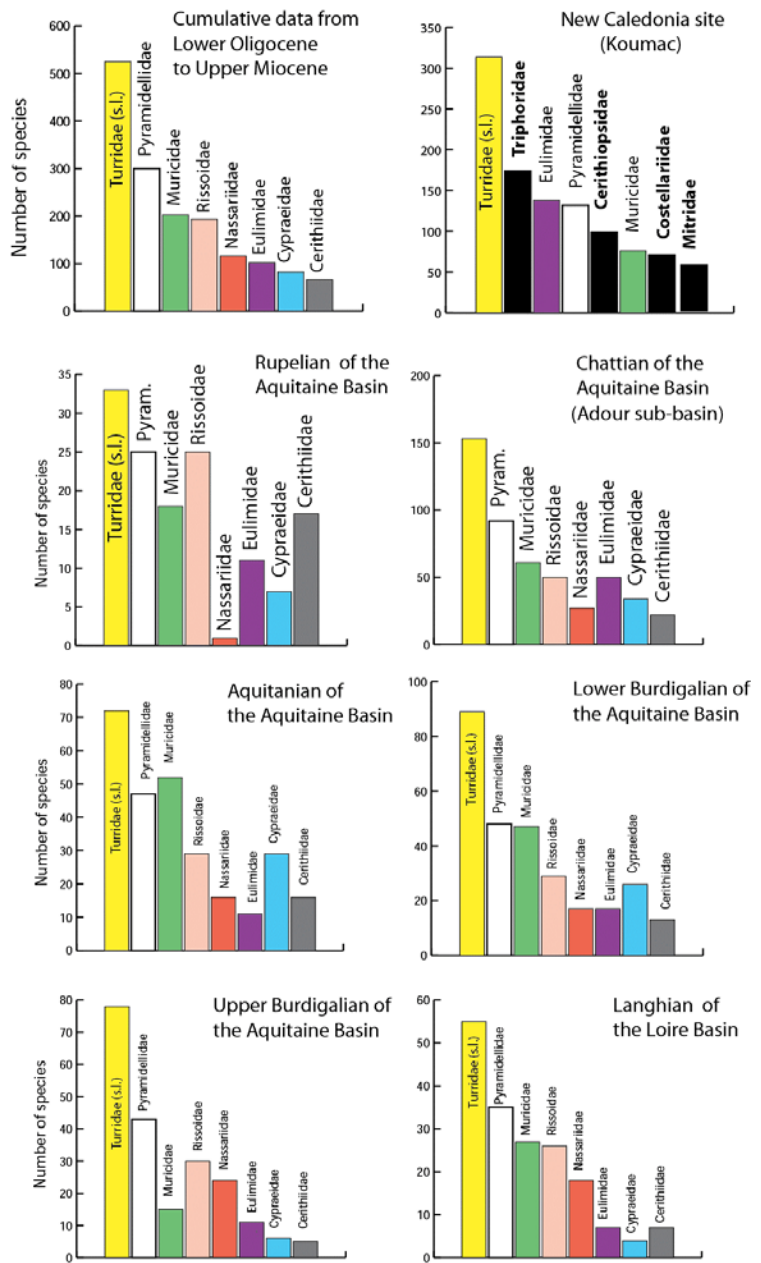 Cumulative data from
Lower Oligocene
to Upper Miocene
Number of species
600
500
400
300
200
100
0
Turridae (s.l.)
Pyramidellidae
Muricidae
Rissoidae
Nassariidae
Eulimidae
Cypraeidae
Cerithiidae
New Caledonia site
(Koumac)
350
300
250
200
150
100
50
0
Turridae (s.l.)
Triphoridae
Eulimidae
Pyramidellidae
Cerithiopsidae
Muricidae
Costellariidae
Mitridae
Rupelian of the
Aquitaine Basin
Number of species
35
30
25
20
15
10
5
0
Turridae (s.l.)
Pyram.
Muricidae
Rissoidae
Nassariidae
Eulimidae
Cypraeidae
Cerithiidae
Chattian of the
Aquitaine Basin
(Adour sub-basin)
200
150
100
50
0
Pyram.
Muricidae
Rissoidae
Nassariidae
Eulimidae
Cypraeidae
Cerithiidae
Aquitanian of
the Aquitaine Basin
Number of species
80
70
60
50
40
30
20
10
0
Turridae (s.l.)
Pyramidellidae
Muricidae
Rissoidae
Nassariidae
Eulimidae
Cypraeidae
Cerithiidae
Lower Burdigalian of
the Aquitaine Basin
100
80
60
40
20
0
Turridae (s.l.)
Pyramidellidae
Muricidae
Rissoidae
Nassariidae
Eulimidae
Cypraeidae
Cerithiidae
Upper Burdigalian of
the Aquitaine Basin
Number of species
80
70
60
50
40
30
20
10
0
Turridae (s.l.)
Pyramidellidae
Muricidae
Rissoidae
Nassariidae
Eulimidae
Cypraeidae
Cerithiidae
Langhian of
the Loire Basin
60
50
40
30
20
10
0
Turridae (s.l.)
Pyramidellidae
Muricidae
Rissoidae
Nassariidae
Eulimidae
Cypraeidae
Cerithiidae